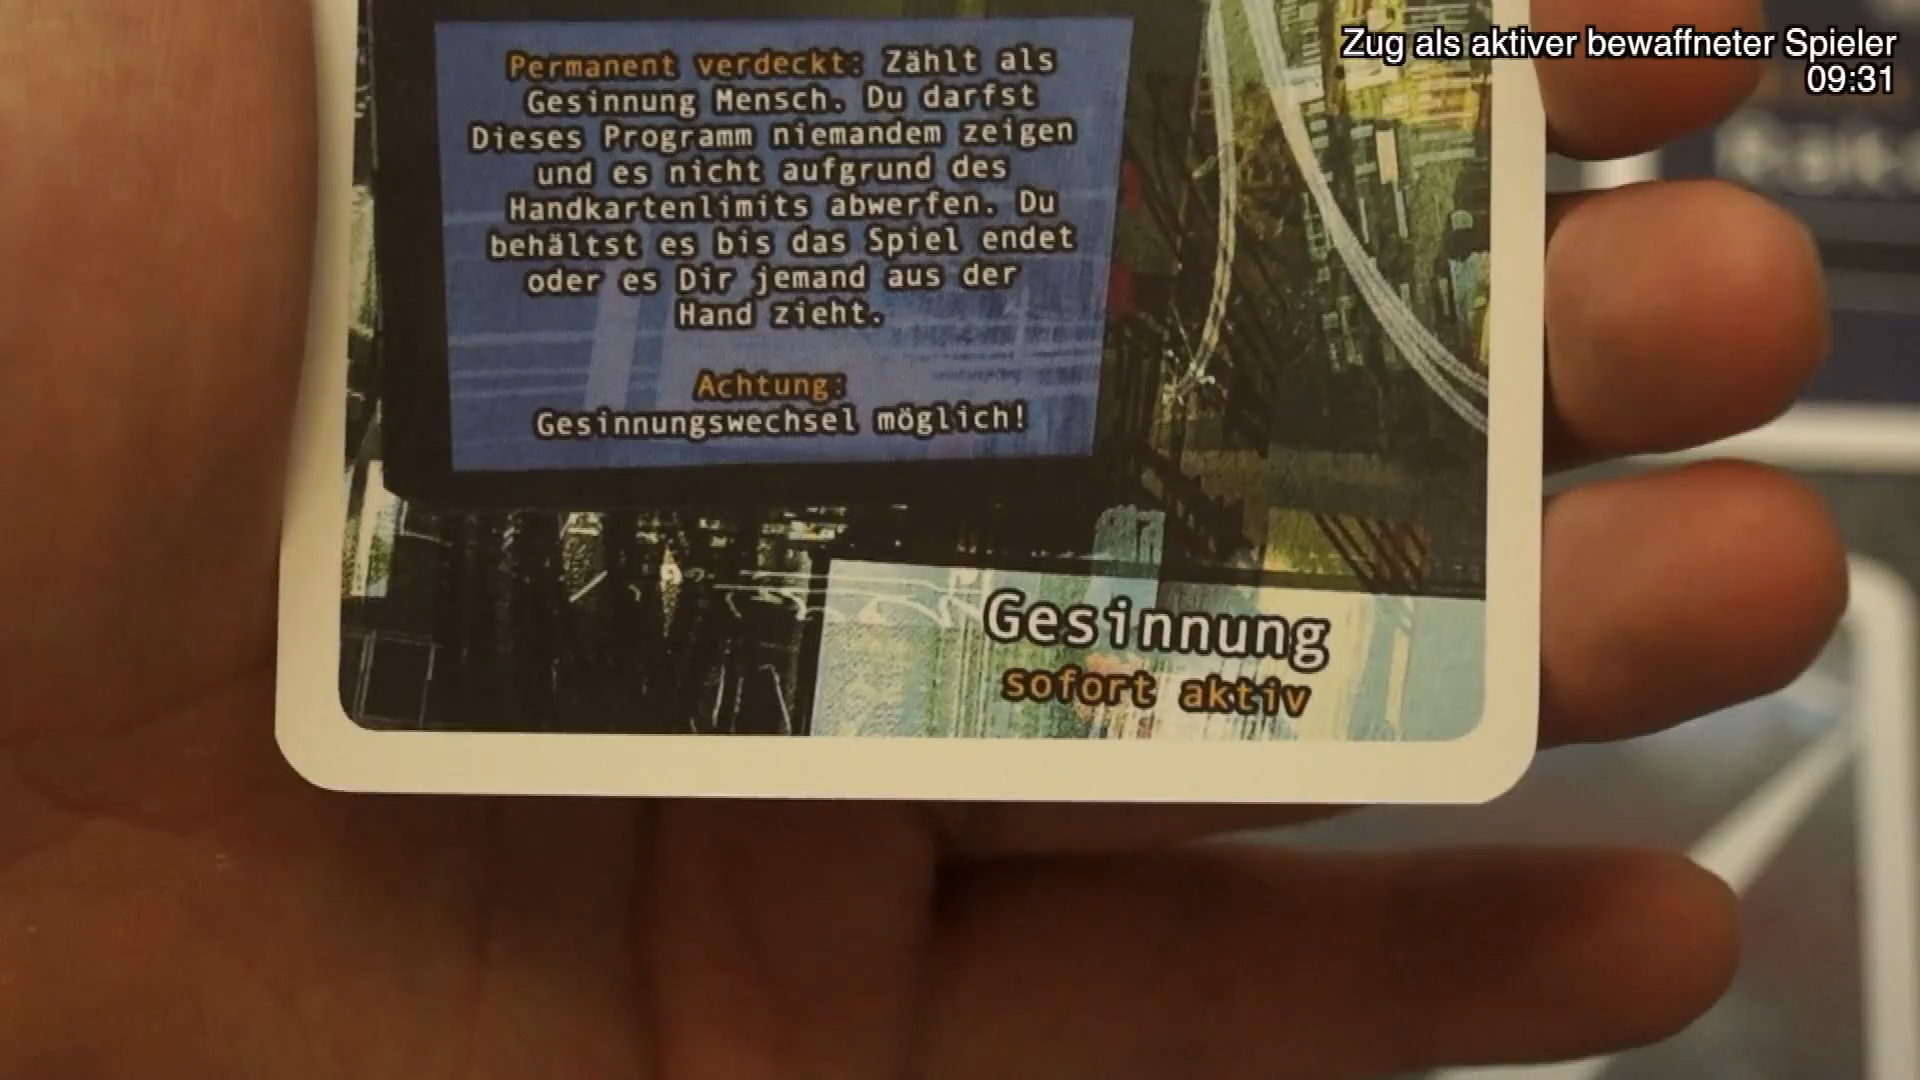 Zug als aktiver bewaffneter Spieler
09:31
Permanent verdeckt: Zählt als
Gesinnung Mensch. Du darfst
Dieses Programm niemandem zeigen
und es nicht aufgrund des
Handkartenlimits abwerfen. Du
behältst es bis das Spiel endet
oder es Dir jemand aus der
Hand zieht.
Achtung:
Gesinnungswechsel möglich!
Gesinnung
sofort aktiv